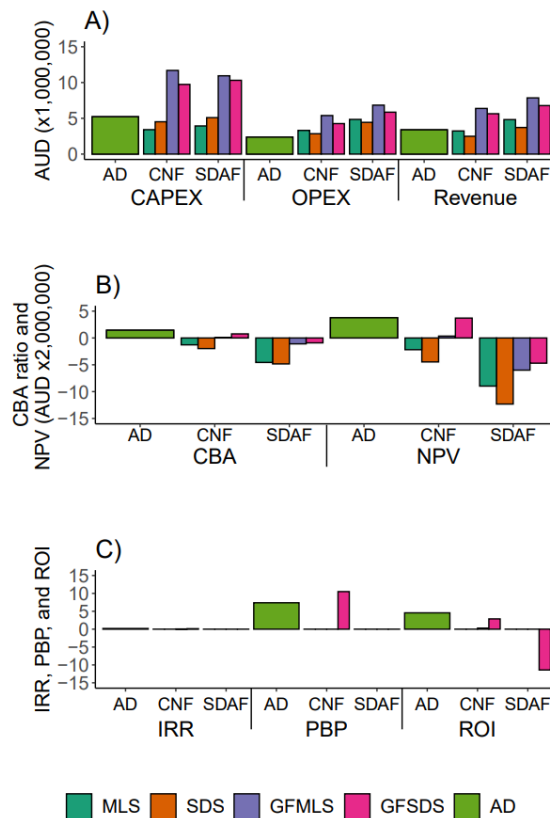 A)
AUD (x1,000,000)
15
10
5
0
AD CNF SDAF AD CNF SDAF AD CNF SDAF
CAPEX OPEX Revenue
B)
CBA ratio and
NPV (AUD x2,000,000)
5
0
−5
−10
−15
AD CNF SDAF AD CNF SDAF
CBA NPV
C)
IRR, PBP, and ROI
15
10
5
0
−5
−10
−15
AD CNF SDAF AD CNF SDAF AD CNF SDAF
IRR PBP ROI
MLS SDS GFMLS GFSDS AD